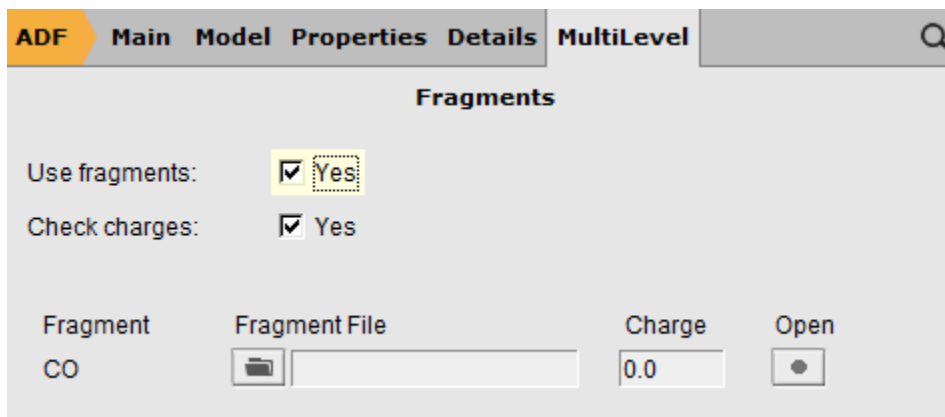 ADF Main Model Properties Details MultiLevel
Fragments
Use fragments: Yes
Check charges: Yes
Fragment Fragment File Charge Open
CO 0.0